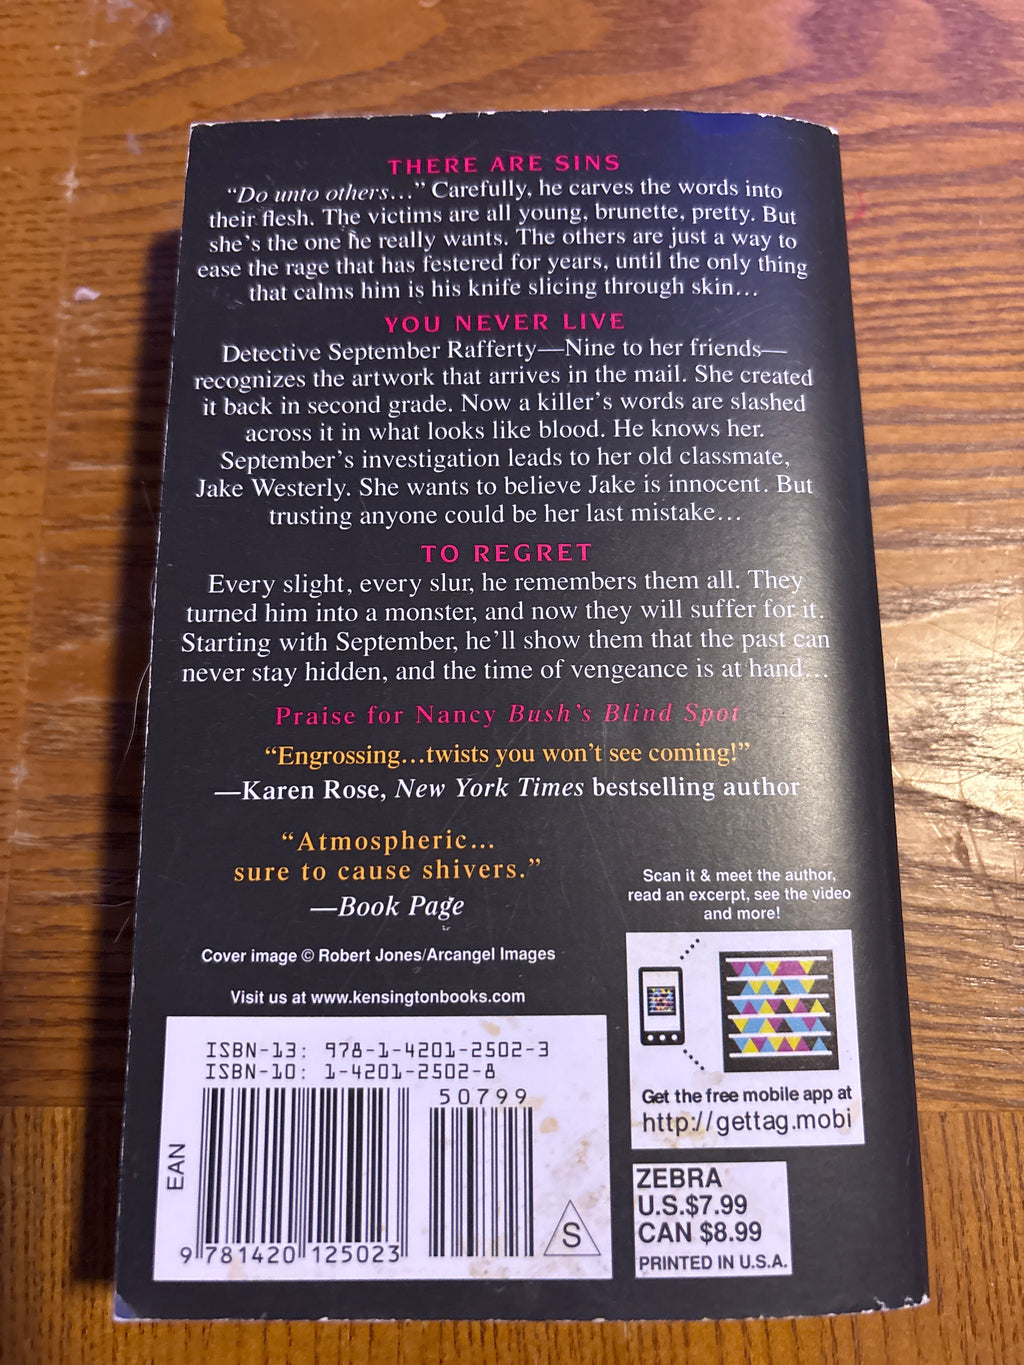 THERE ARE SINS
“Do unto others...” Carefully, he carves the words into
their flesh. The victims are all young, brunette, pretty. But
she’s the one he really wants. The others are just a way to
ease the rage that has festered for years, until the only thing
that calms him is his knife slicing through skin...
YOU NEVER LIVE
Detective September Rafferty—Nine to her friends—
recognizes the artwork that arrives in the mail. She created
it back in second grade. Now a killer’s words are slashed
across it in what looks like blood. He knows her.
September’s investigation leads to her old classmate,
Jake Westerly. She wants to believe Jake is innocent. But
trusting anyone could be her last mistake...
TO REGRET
Every slight, every slur, he remembers them all. They
turned him into a monster, and now they will suffer for it.
Starting with September, he’ll show them that the past can
never stay hidden, and the time of vengeance is at hand...
Praise for Nancy Bush’s Blind Spot
“Engrossing...twists you won’t see coming!”
—Karen Rose, New York Times bestselling author
“Atmospheric...
sure to cause shivers.”
—Book Page
Cover image © Robert Jones/Arcangel Images
Visit us at www.kensingtonbooks.com
Scan it & meet the author,
read an excerpt, see the video
and more!
Get the free mobile app at
http://gettag.mobi
ISBN-13: 978-1-4201-2502-3
ISBN-10: 1-4201-2502-8
50799
EAN
9 781420 125023
S
ZEBRA
U.S.$7.99
CAN $8.99
PRINTED IN U.S.A.